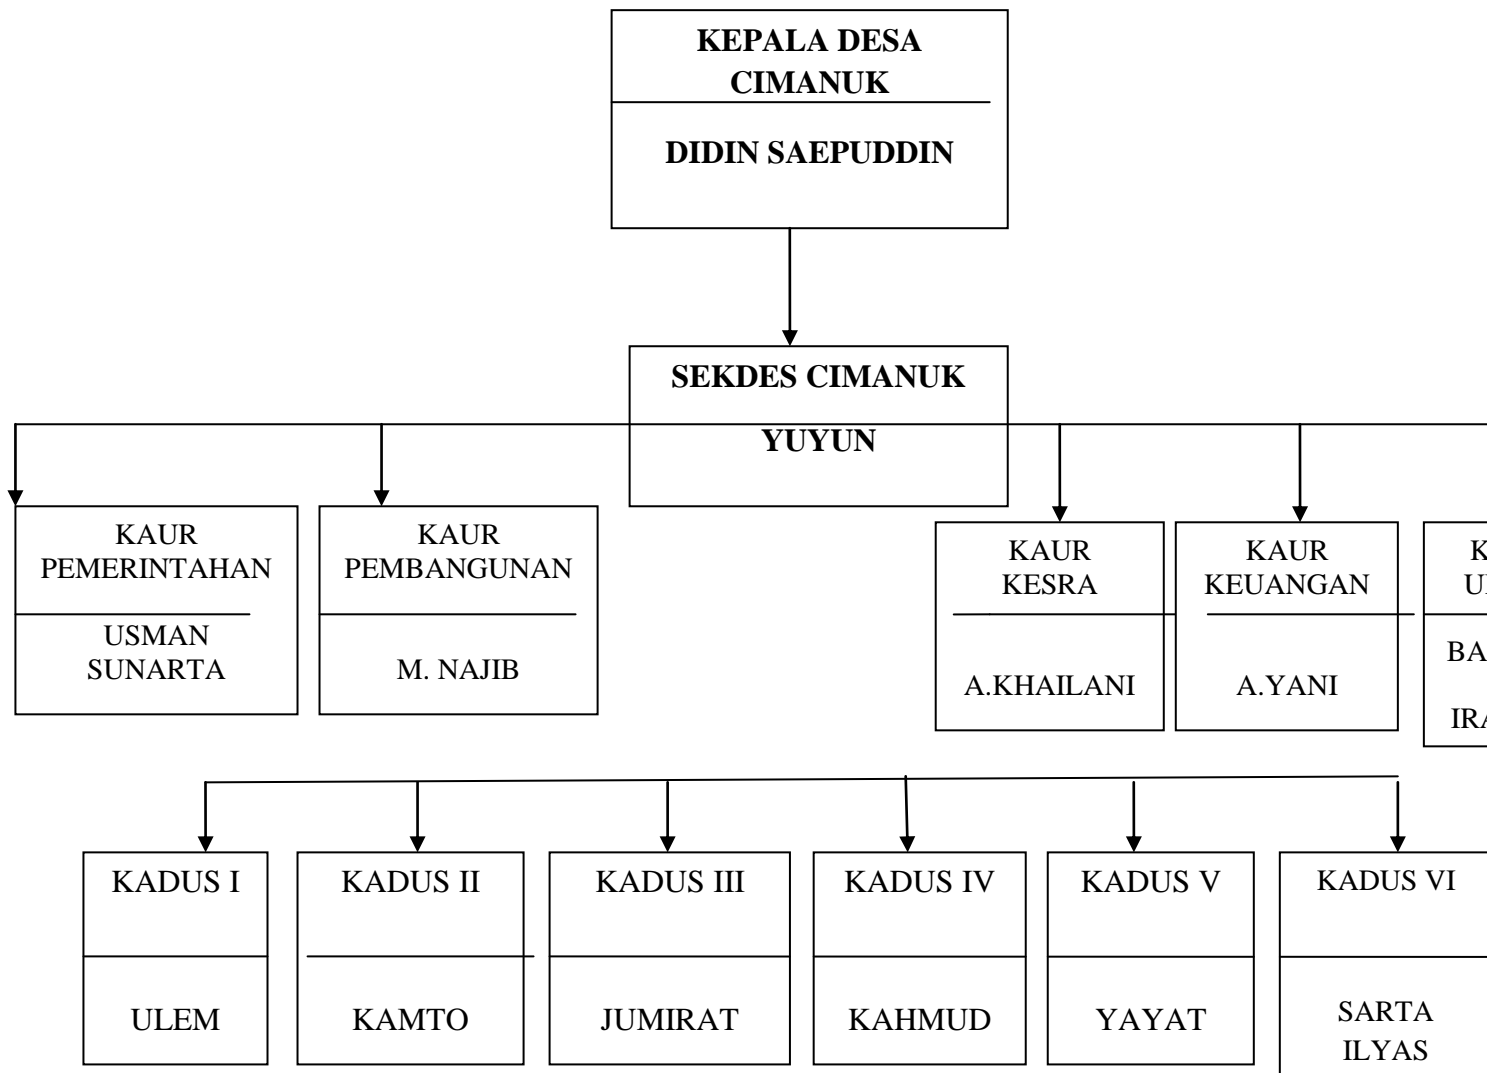 KEPALA DESA
CIMANUK
DIDIN SAEPUDDIN
SEKDES CIMANUK
YUYUN
KAUR
PEMERINTAHAN
USMAN
SUNARTA
KAUR
PEMBANGUNAN
M. NAJIB
KAUR
KESRA
A.KHAILANI
KAUR
KEUANGAN
A.YANI
KADUS I
ULEM
KADUS II
KAMTO
KADUS III
JUMIRAT
KADUS IV
KAHMUD
KADUS V
YAYAT
KADUS VI
SARTA
ILYAS